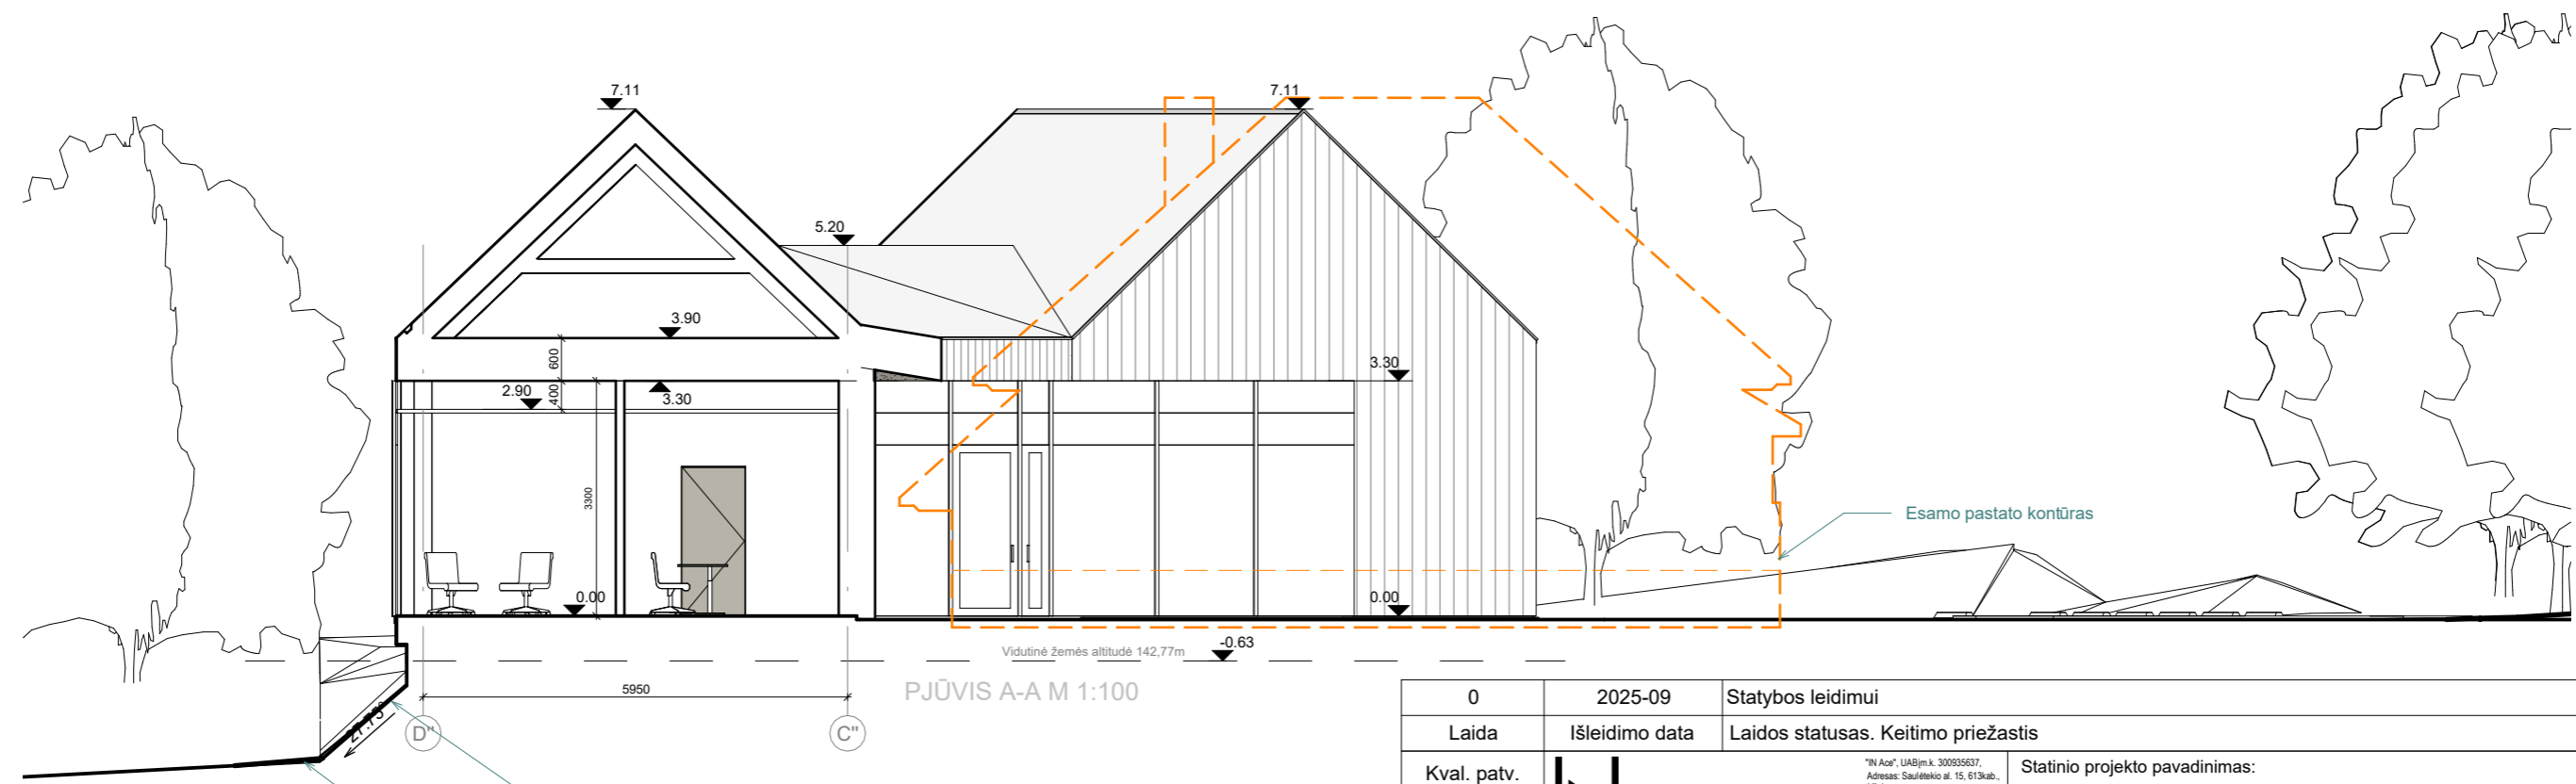 7.11
7.11
5.20
3.90
600
3.30
2.90
400
3.30
3300
Esamo pastato kontūras
0.00
0.00
-0.63
Vidutinė žemės altitudė 142,77m
5950
PJŪVIS A-A M 1:100
27.75°
D"
C"
0 2025-09 Statybos leidimui
Laida Išleidimo data Laidos statusas. Keitimo priežastis
Kval. patv.
"IN Ace", UAB įm.k. 300935637,
Adresas: Saulėtekio al. 15, 613kab.,
Statinio projekto pavadinimas: